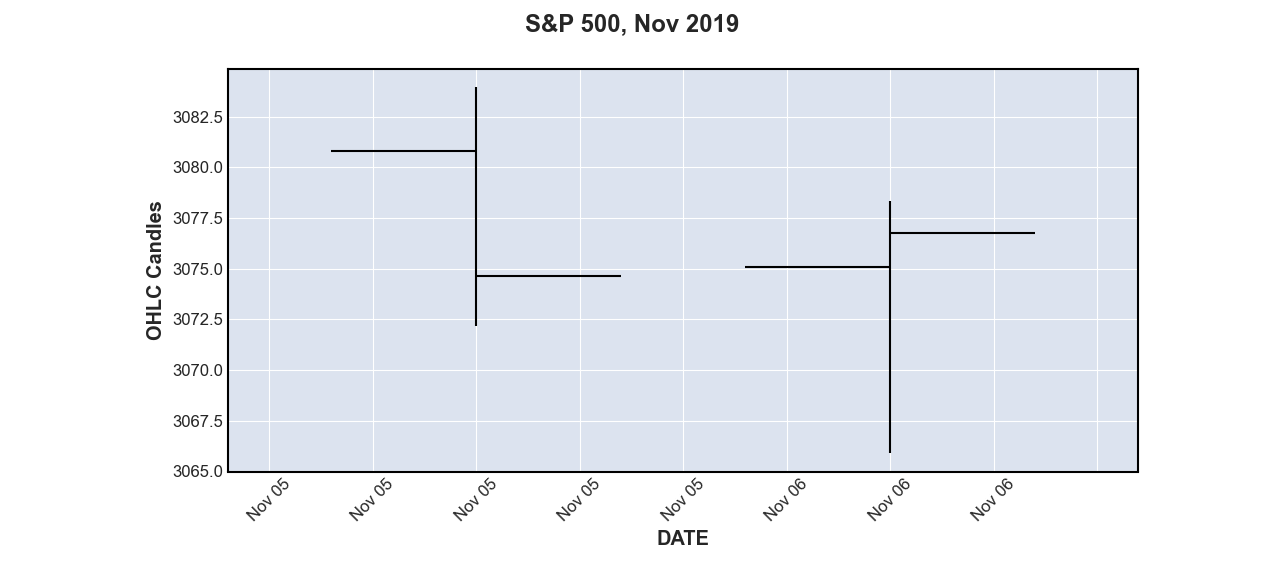 S&P 500, Nov 2019
OHLC Candles
3082.5
3080.0
3077.5
3075.0
3072.5
3070.0
3067.5
3065.0
Nov 05 Nov 05 Nov 05 Nov 05 Nov 05 Nov 06 Nov 06 Nov 06
DATE